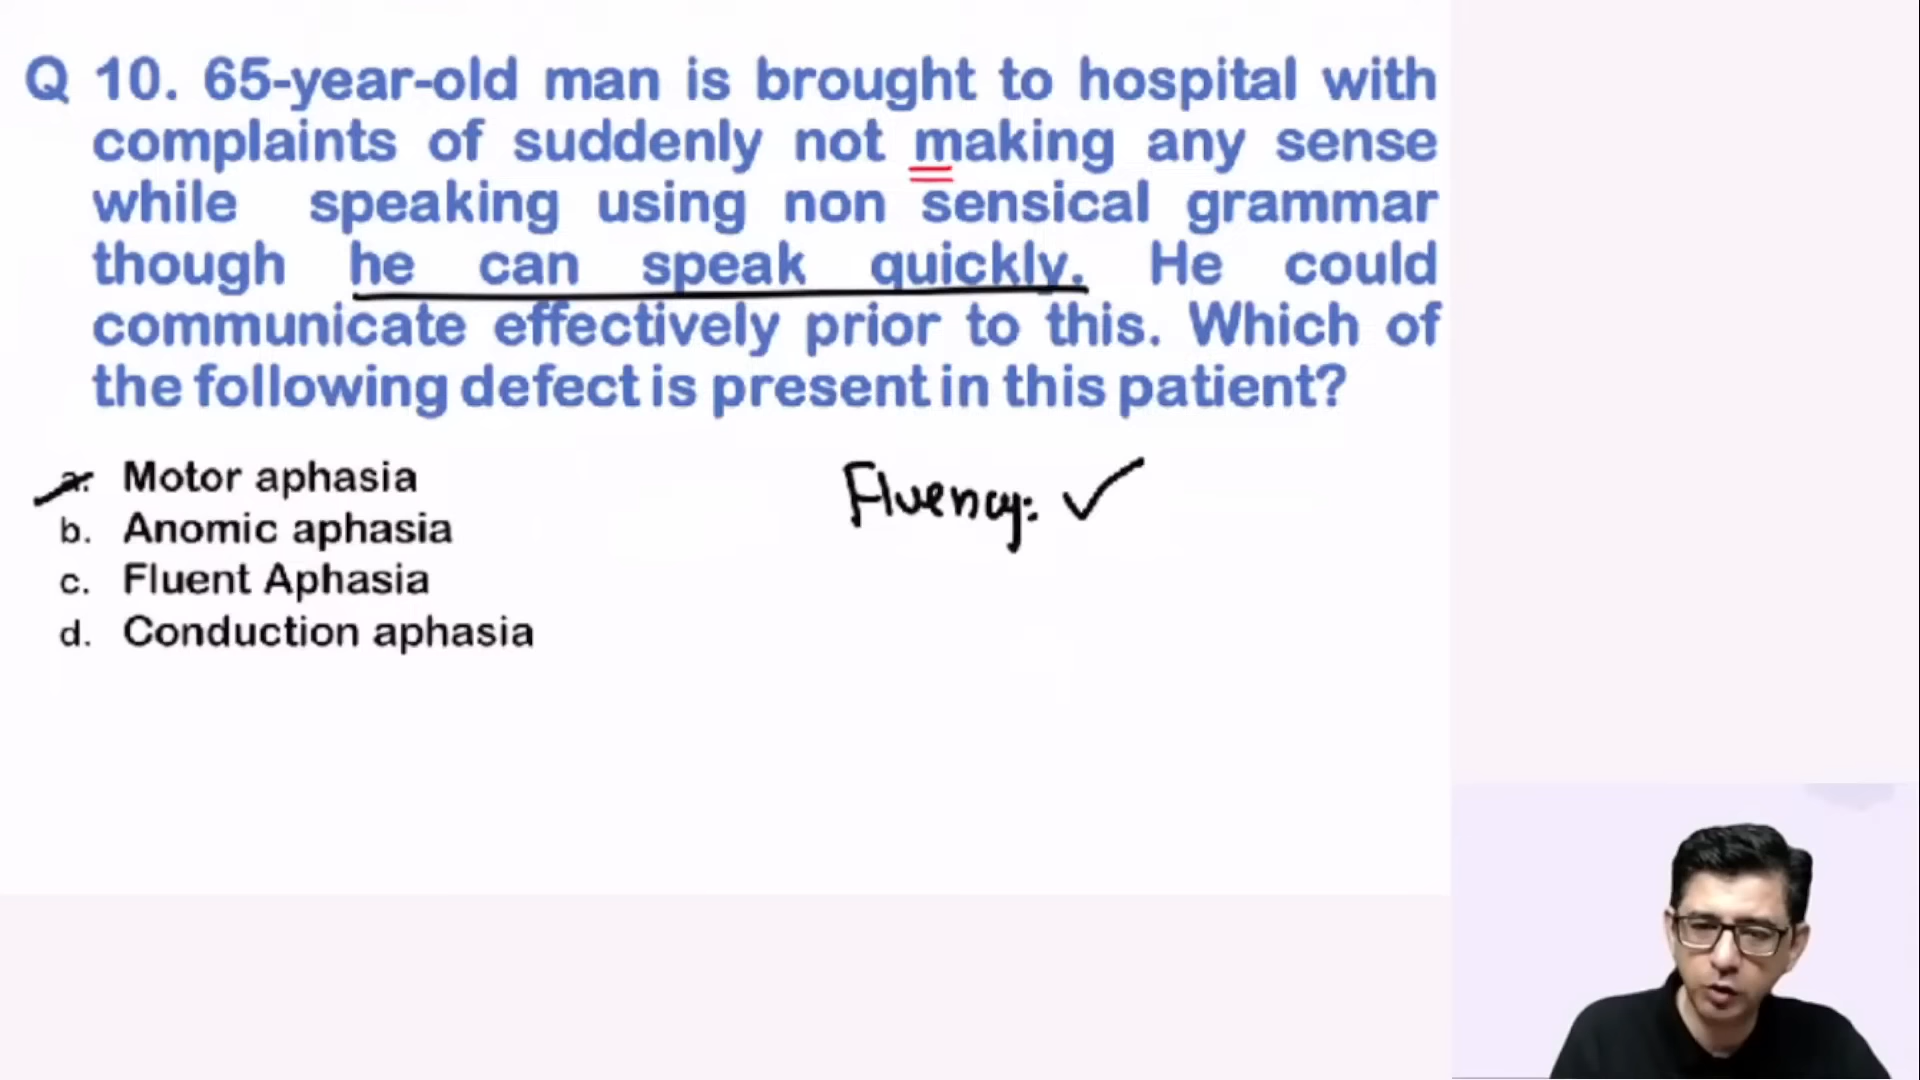 Q 10. 65-year-old man is brought to hospital with
complaints of suddenly not making any sense
while speaking using non sensical grammar
though he can speak quickly. He could
communicate effectively prior to this. Which of
the following defect is present in this patient?
a. Motor aphasia
b. Anomic aphasia
c. Fluent Aphasia
d. Conduction aphasia
Fluency: ✓